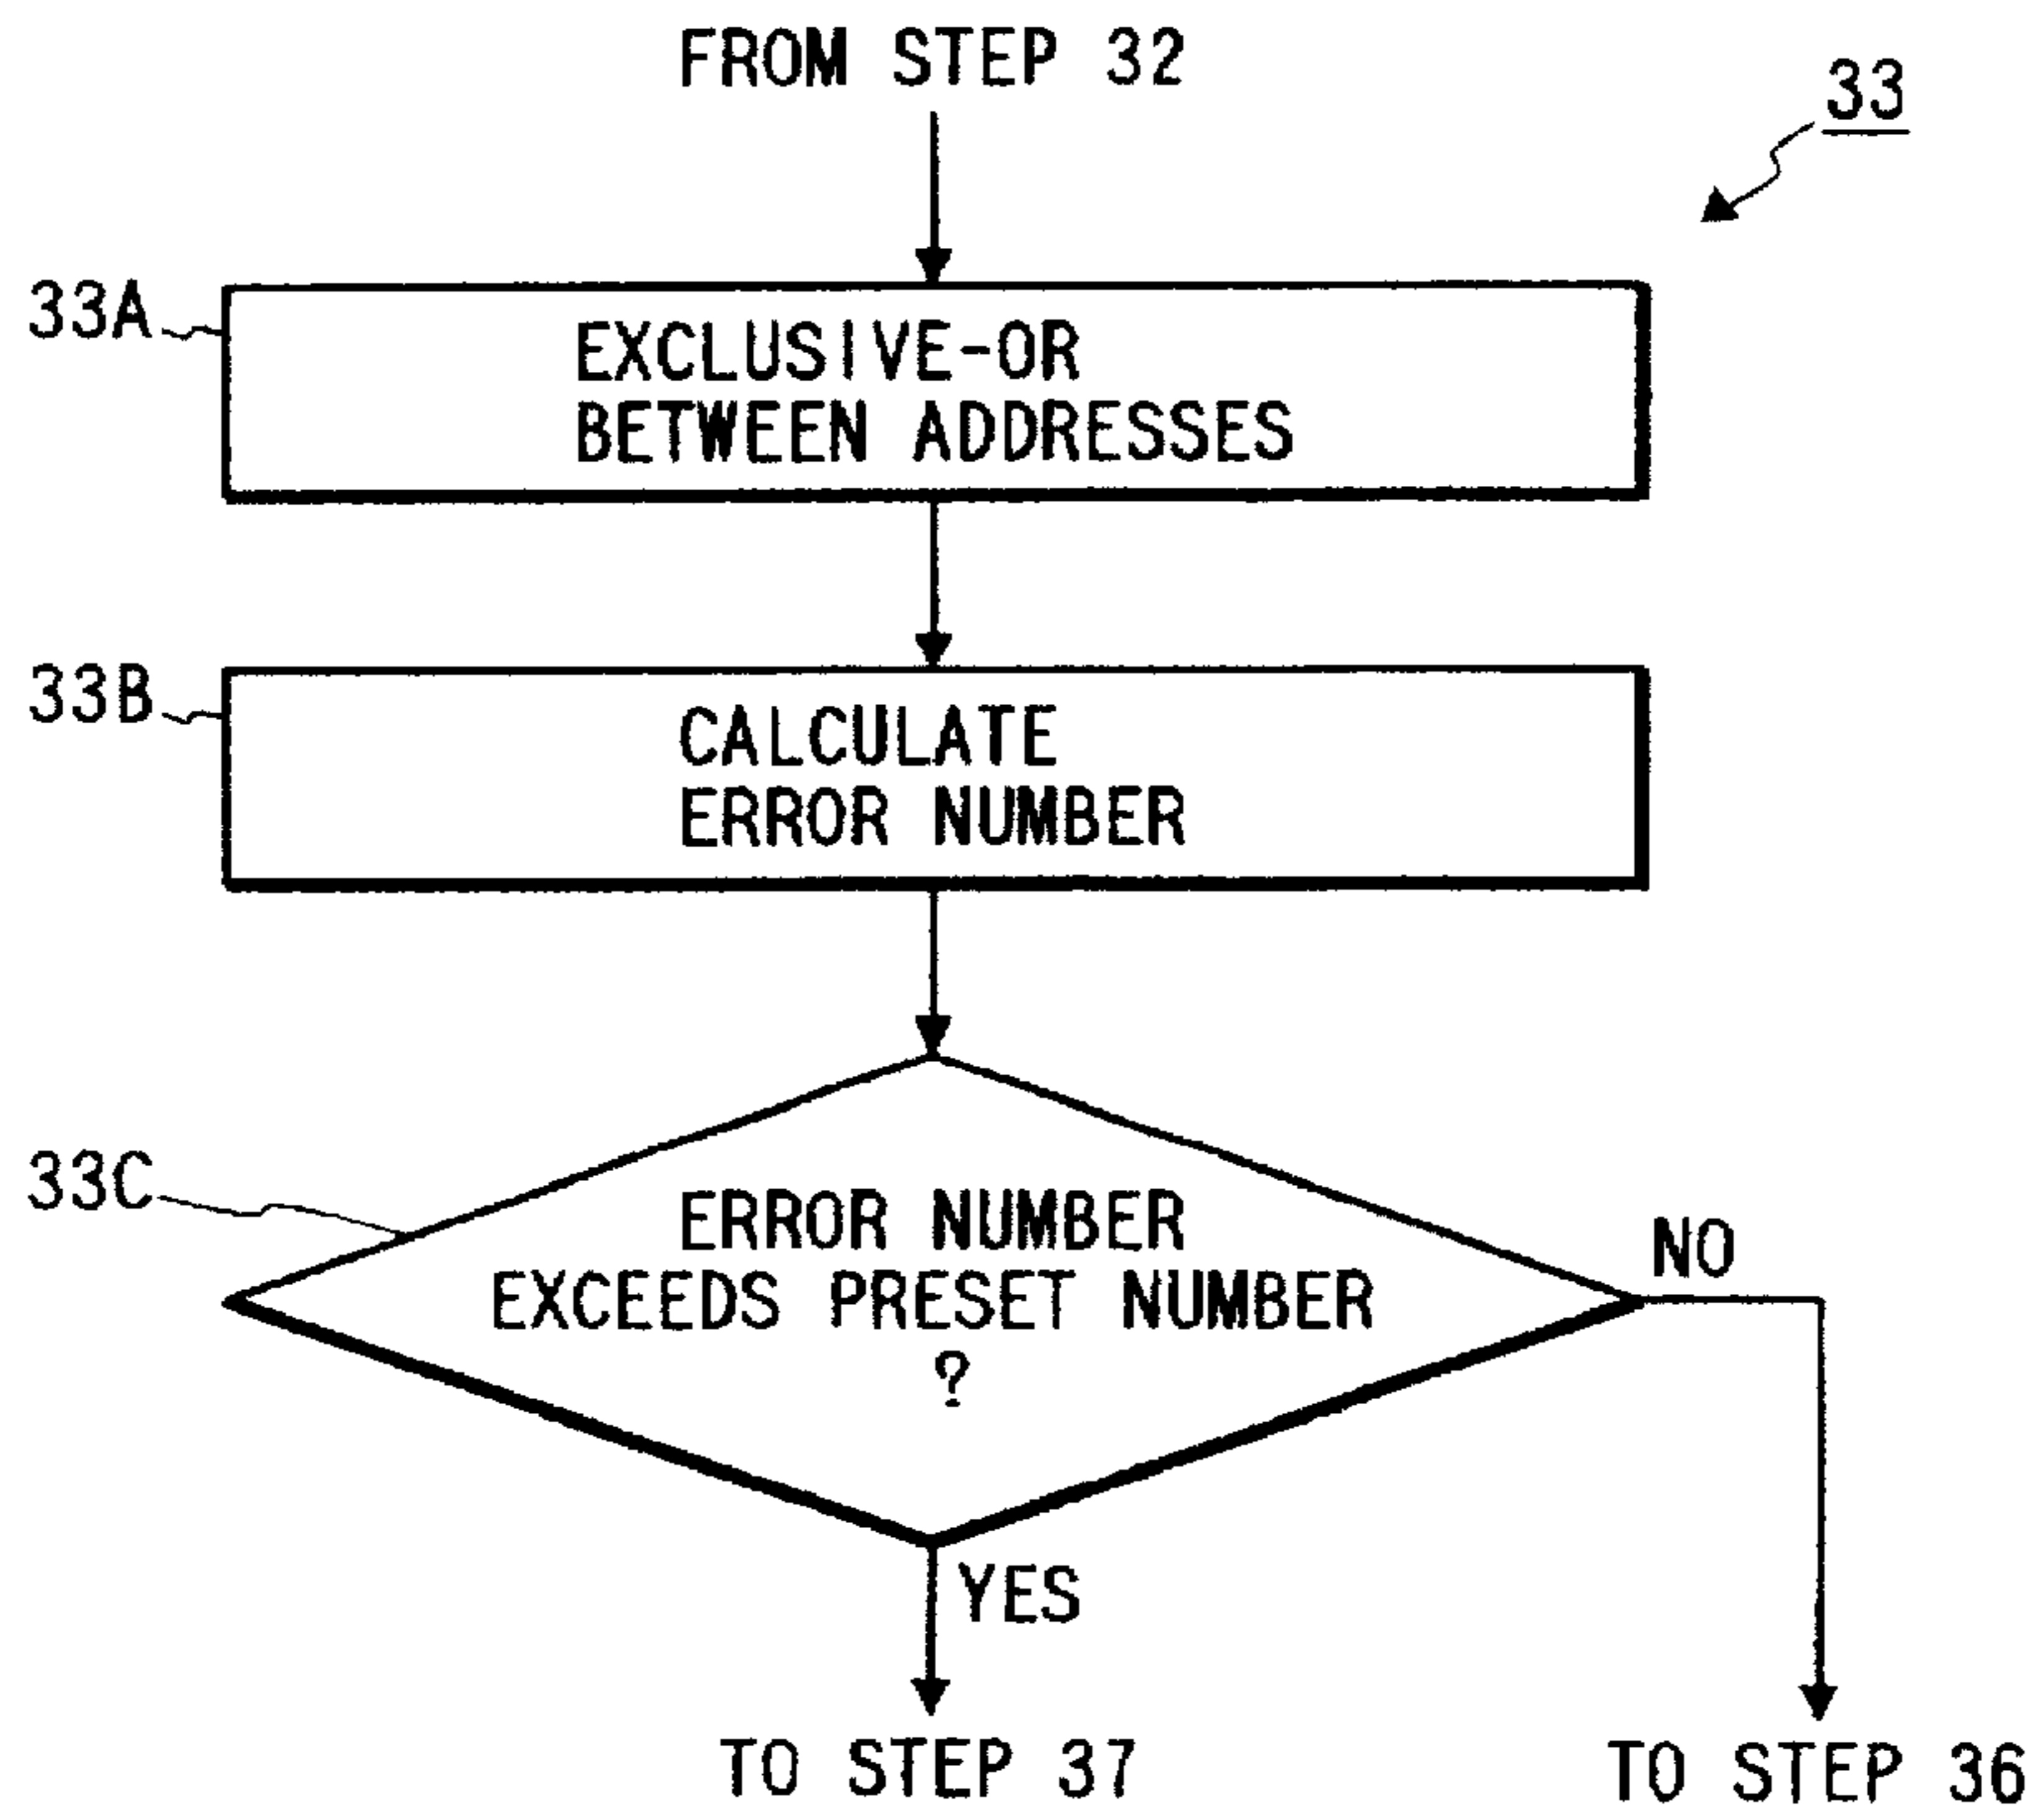 FROM STEP 32
33
33A
EXCLUSIVE-OR
BETWEEN ADDRESSES
33B
CALCULATE
ERROR NUMBER
33C
ERROR NUMBER
EXCEEDS PRESET NUMBER
?
NO
YES
TO STEP 37
TO STEP 36